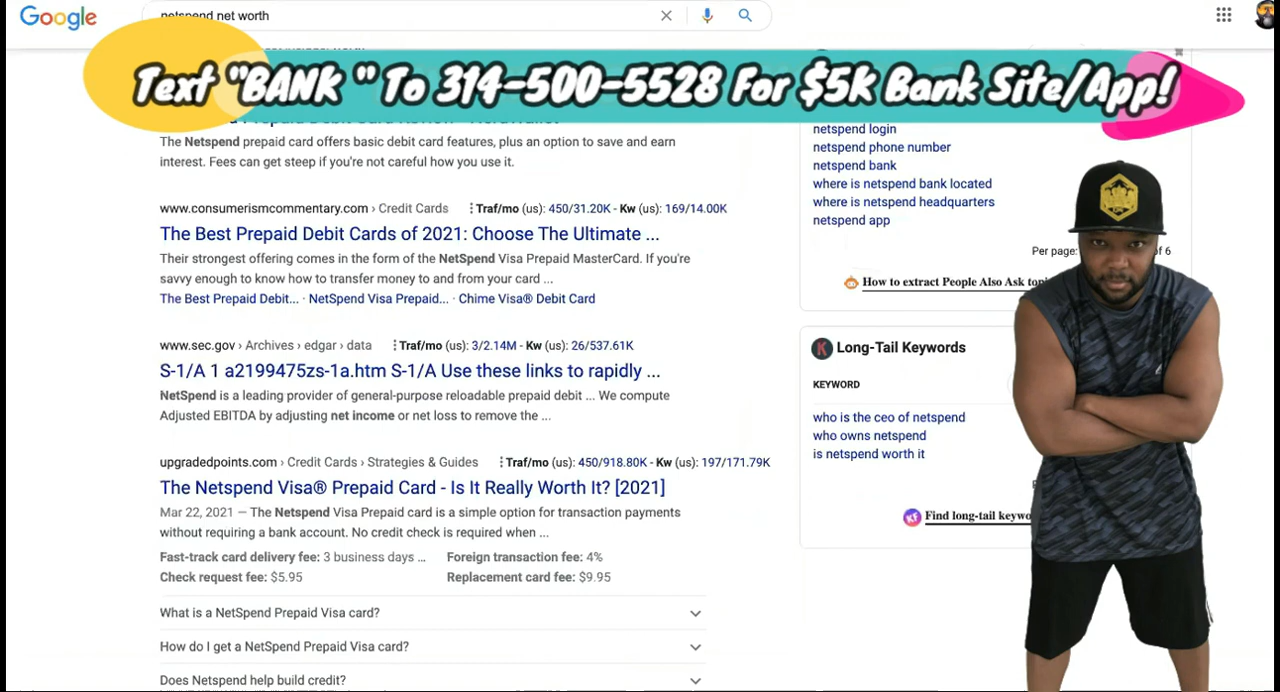 Google
netspend net worth
Text "BANK " To 314-500-5528 For $5K Bank Site/App!
The Netspend prepaid card offers basic debit card features, plus an option to save and earn
interest. Fees can get steep if you're not careful how you use it.
www.consumerismcommentary.com › Credit Cards Traf/mo (us): 450/31.20K - Kw (us): 169/14.00K
The Best Prepaid Debit Cards of 2021: Choose The Ultimate ...
Their strongest offering comes in the form of the NetSpend Visa Prepaid MasterCard. If you're
savvy enough to know how to transfer money to and from your card ...
The Best Prepaid Debit... · NetSpend Visa Prepaid... · Chime Visa® Debit Card
www.sec.gov › Archives › edgar › data Traf/mo (us): 3/2.14M - Kw (us): 26/537.61K
S-1/A 1 a2199475zs-1a.htm S-1/A Use these links to rapidly ...
NetSpend is a leading provider of general-purpose reloadable prepaid debit ... We compute
Adjusted EBITDA by adjusting net income or net loss to remove the ...
upgradedpoints.com › Credit Cards › Strategies & Guides Traf/mo (us): 450/918.80K - Kw (us): 197/171.79K
The Netspend Visa® Prepaid Card - Is It Really Worth It? [2021]
Mar 22, 2021 — The Netspend Visa Prepaid card is a simple option for transaction payments
without requiring a bank account. No credit check is required when ...
Fast-track card delivery fee: 3 business days ... Foreign transaction fee: 4%
Check request fee: $5.95 Replacement card fee: $9.95
What is a NetSpend Prepaid Visa card?
How do I get a NetSpend Prepaid Visa card?
Does Netspend help build credit?
netspend login
netspend phone number
netspend bank
where is netspend bank located
where is netspend headquarters
netspend app
Per page: of 6
How to extract People Also Ask
Long-Tail Keywords
KEYWORD
who is the ceo of netspend
who owns netspend
is netspend worth it
Find long-tail